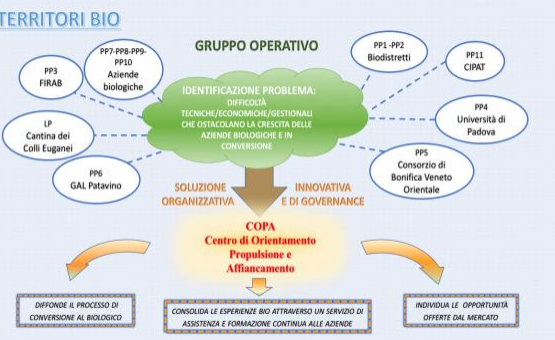 TERRITORI BIO
GRUPPO OPERATIVO
PP7-PP8-PP9-
PP10
Aziende
biologiche
PP3
FIRAB
LP
Cantina dei
Colli Euganei
PP6
GAL Patavino
IDENTIFICAZIONE PROBLEMA:
DIFFICOLTÀ
TECNICHE/ECONOMICHE/GESTIONALI
CHE OSTACOLANO LA CRESCITA DELLE
AZIENDE BIOLOGICHE E IN
CONVERSIONE
PP1 -PP2
Biodistretti
PP11
CIPAT
PP4
Università di
Padova
PP5
Consorzio di
Bonifica Veneto
Orientale
SOLUZIONE
ORGANIZZATIVA
INNOVATIVA
E DI GOVERNANCE
COPA
Centro di Orientamento
Propulsione e
Affiancamento
DIFFONDE IL PROCESSO DI
CONVERSIONE AL BIOLOGICO
CONSOLIDA LE ESPERIENZE BIO ATTRAVERSO UN SERVIZIO DI
ASSISTENZA E FORMAZIONE CONTINUA ALLE AZIENDE
INDIVIDUA LE OPPORTUNITÀ
OFFERTE DAL MERCATO